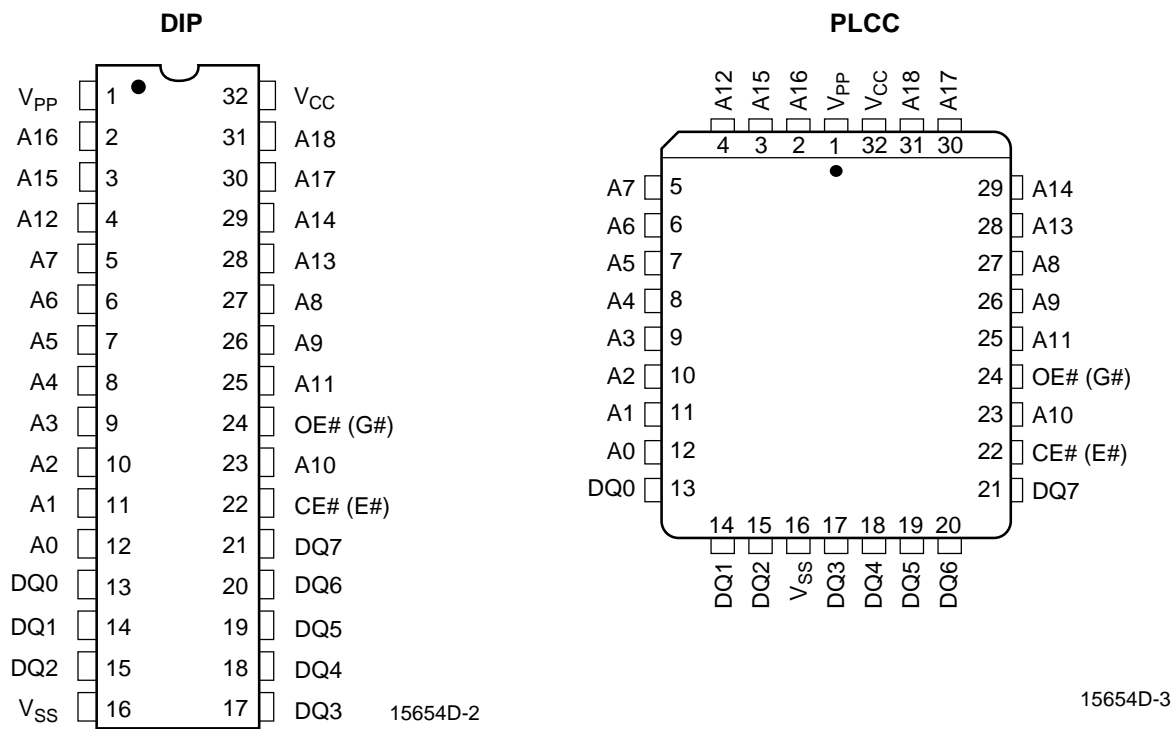 DIP
V_PP 1 32 V_CC
A16 2 31 A18
A15 3 30 A17
A12 4 29 A14
A7 5 28 A13
A6 6 27 A8
A5 7 26 A9
A4 8 25 A11
A3 9 24 OE# (G#)
A2 10 23 A10
A1 11 22 CE# (E#)
A0 12 21 DQ7
DQ0 13 20 DQ6
DQ1 14 19 DQ5
DQ2 15 18 DQ4
V_SS 16 17 DQ3
15654D-2
PLCC
A12 A15 A16 V_PP V_CC A18 A17
4 3 2 1 32 31 30
A7 5 29 A14
A6 6 28 A13
A5 7 27 A8
A4 8 26 A9
A3 9 25 A11
A2 10 24 OE# (G#)
A1 11 23 A10
A0 12 22 CE# (E#)
DQ0 13 21 DQ7
14 15 16 17 18 19 20
DQ1 DQ2 V_SS DQ3 DQ4 DQ5 DQ6
15654D-3